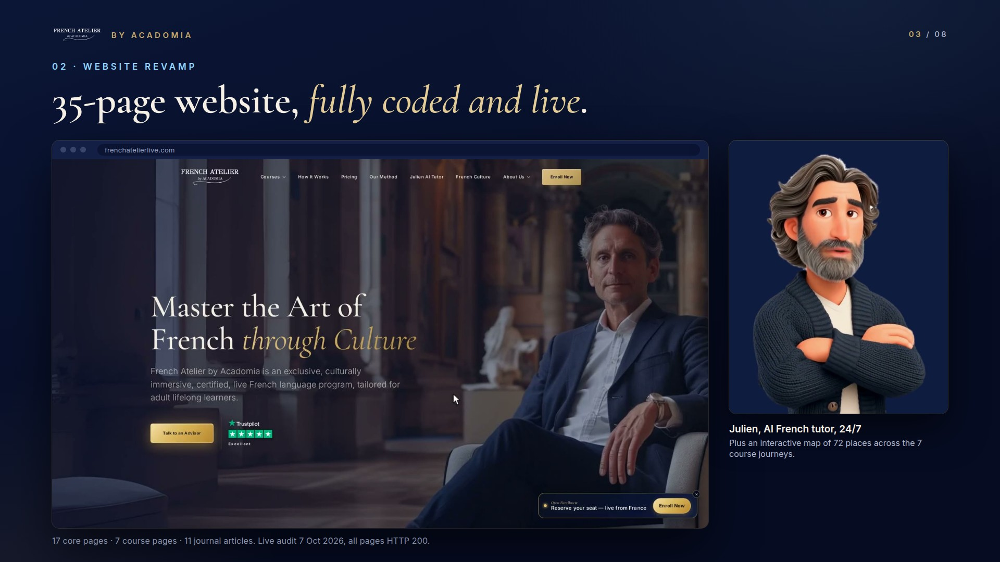 FRENCH ATELIER
by ACADOMIA
BY ACADOMIA
03 / 08
02 · WEBSITE REVAMP
35-page website, fully coded and live.
frenchatelierlive.com
FRENCH ATELIER
by ACADOMIA
Courses
How It Works
Pricing
Our Method
Julien AI Tutor
French Culture
About Us
Enroll Now
Master the Art of
French through Culture
French Atelier by Acadomia is an exclusive, culturally
immersive, certified, live French language program, tailored for
adult lifelong learners.
Talk to an Advisor
Trustpilot
Excellent
Open Enrollment
Reserve your seat — live from France
Enroll Now
Julien, AI French tutor, 24/7
Plus an interactive map of 72 places across the 7
course journeys.
17 core pages · 7 course pages · 11 journal articles. Live audit 7 Oct 2026, all pages HTTP 200.